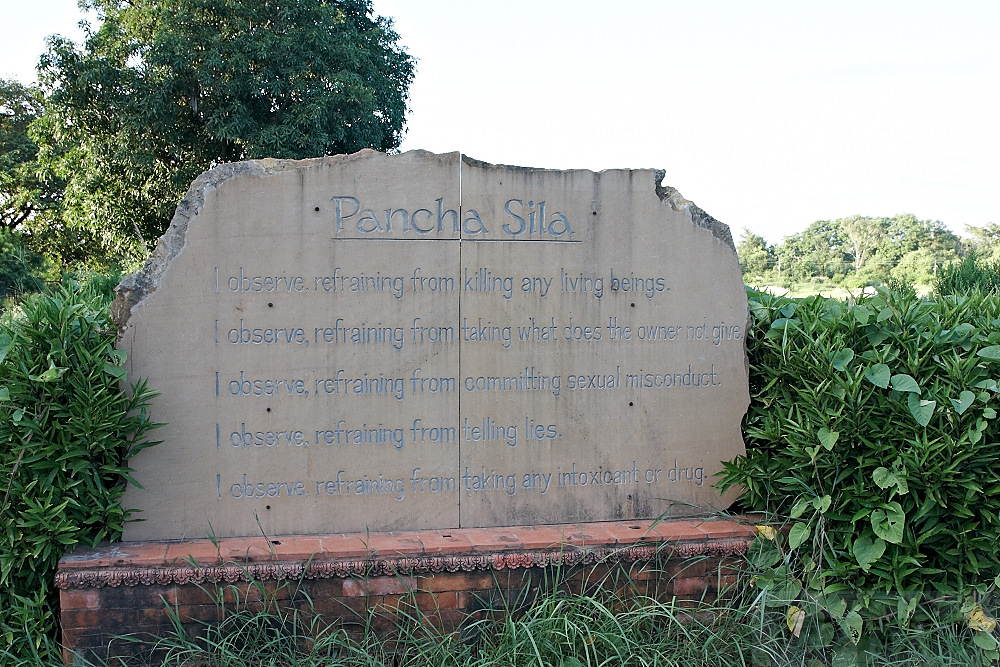 Pancha Sila
I observe, refraining from killing any living beings.
I observe, refraining from taking what does the owner not give.
I observe, refraining from committing sexual misconduct.
I observe, refraining from telling lies.
I observe, refraining from taking any intoxicant or drug.